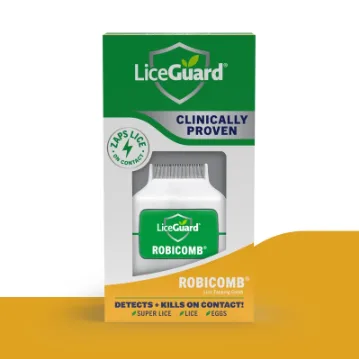 LiceGuard®
CLINICALLY
PROVEN
ZAPS LICE
• ON CONTACT •
LiceGuard®
ROBICOMB®
ROBICOMB®
DETECTS + KILLS ON CONTACT!
✓SUPER LICE ✓LICE ✓EGGS